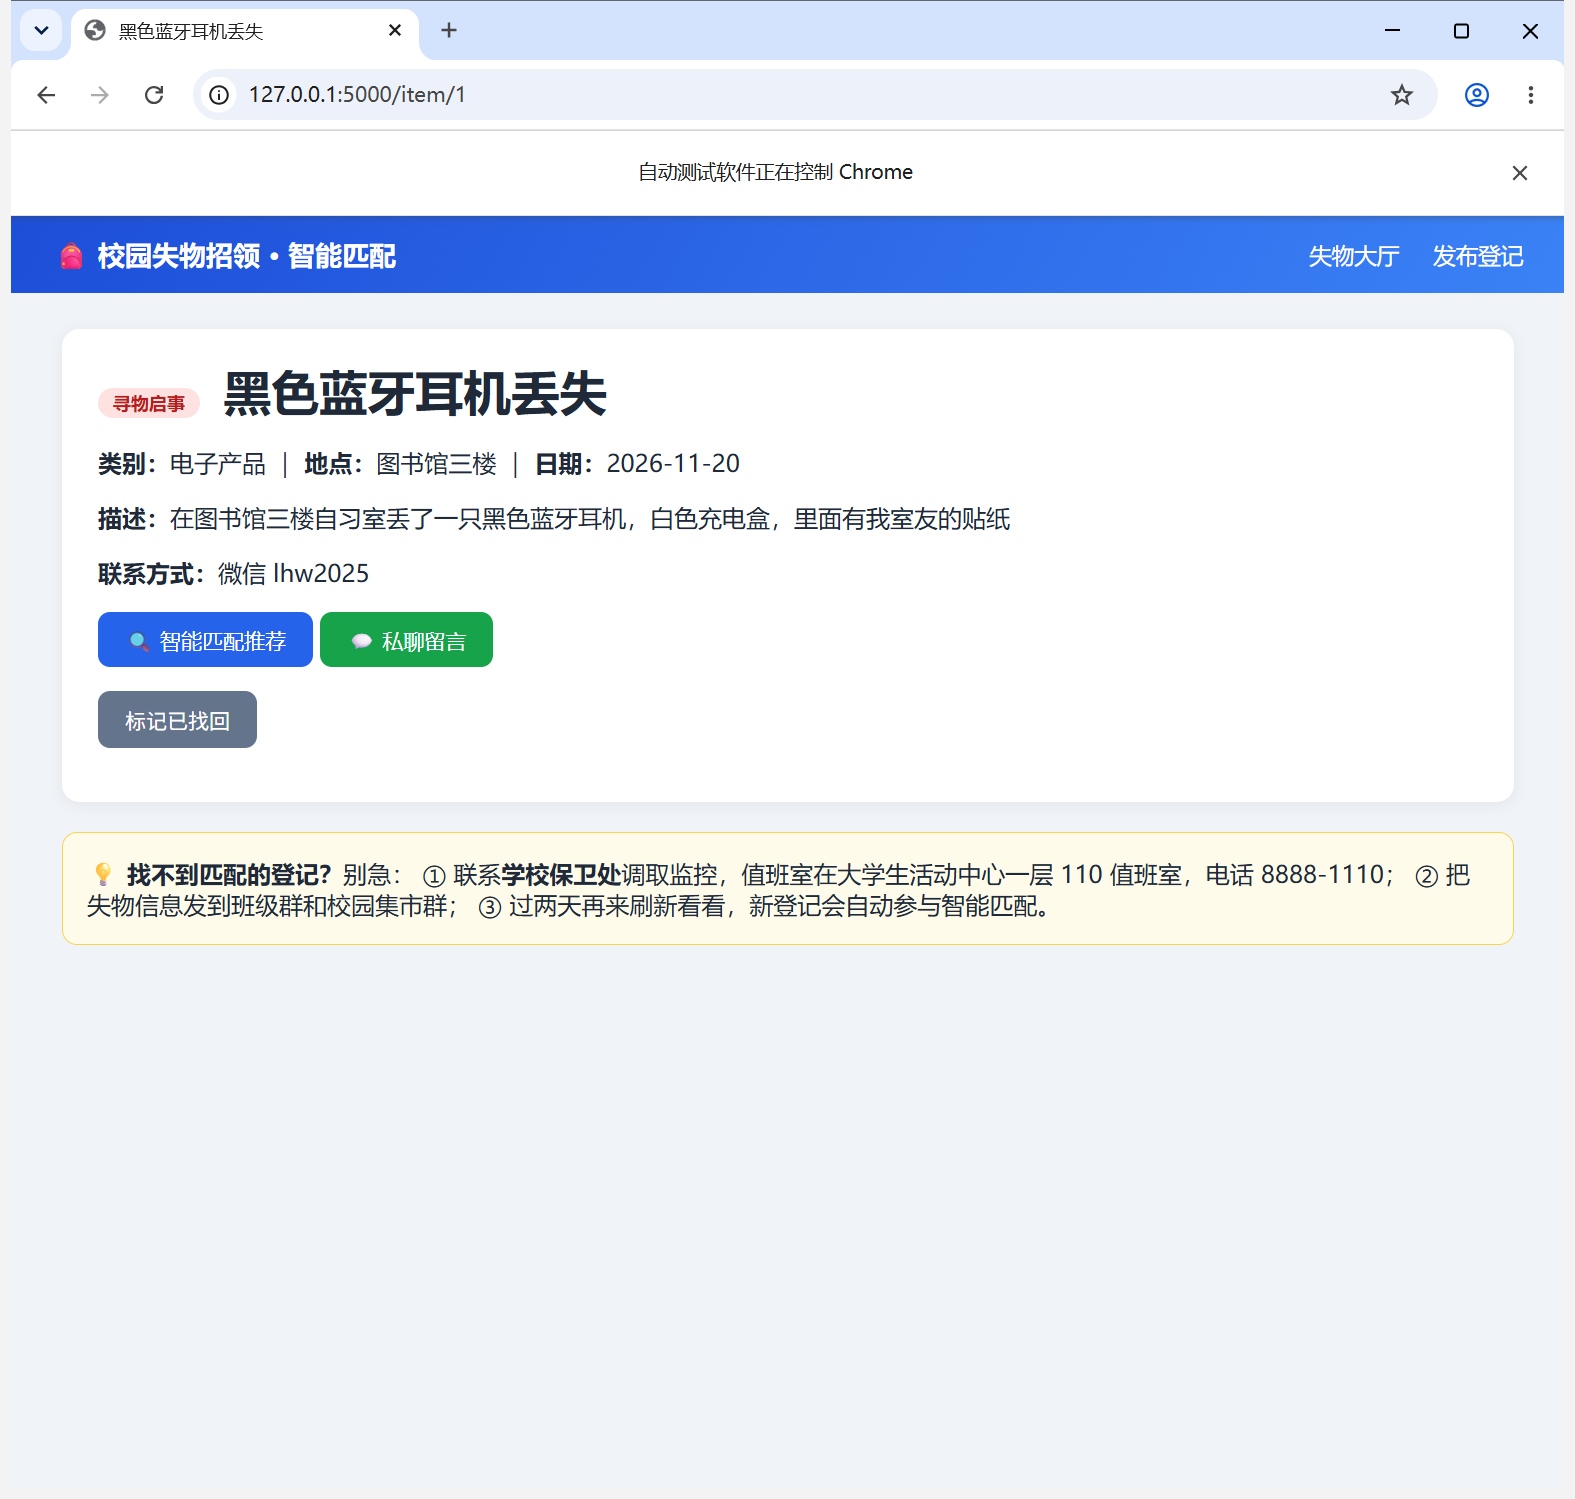 黑色蓝牙耳机丢失
127.0.0.1:5000/item/1
自动测试软件正在控制 Chrome
校园失物招领 • 智能匹配 失物大厅 发布登记
寻物启事 黑色蓝牙耳机丢失
类别：电子产品 | 地点：图书馆三楼 | 日期：2026-11-20
描述：在图书馆三楼自习室丢了一只黑色蓝牙耳机，白色充电盒，里面有我室友的贴纸
联系方式：微信 lhw2025
智能匹配推荐 私聊留言
标记已找回
找不到匹配的登记？别急： ① 联系学校保卫处调取监控，值班室在大学生活动中心一层 110 值班室，电话 8888-1110； ② 把
失物信息发到班级群和校园集市群； ③ 过两天再来刷新看看，新登记会自动参与智能匹配。